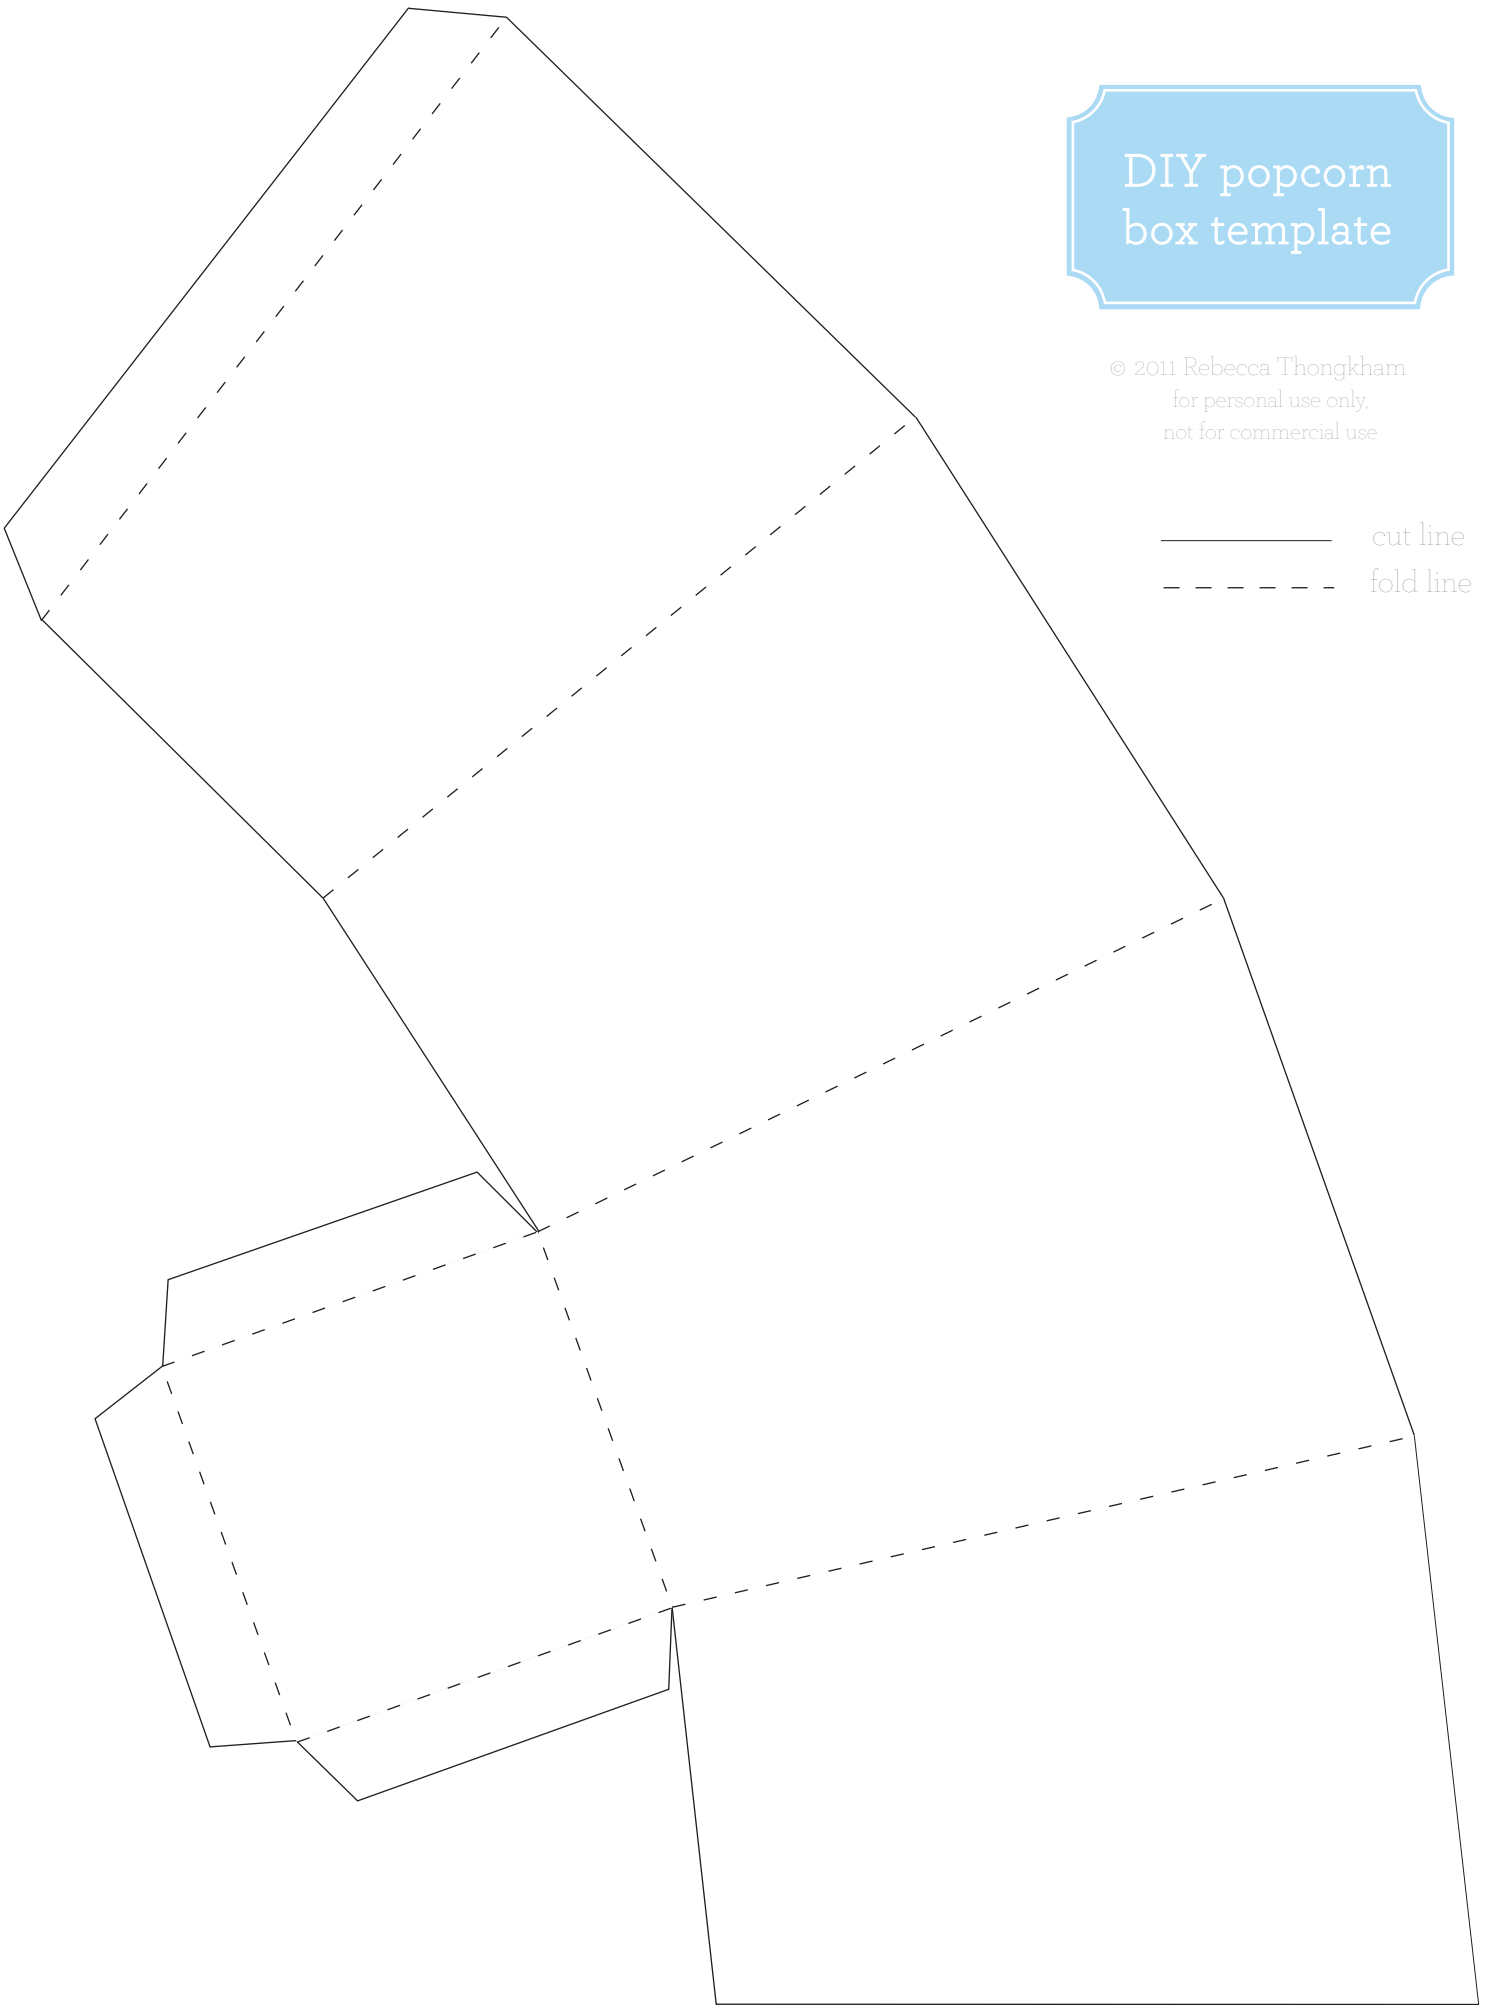 DIY popcorn
box template
© 2011 Rebecca Thongkham
for personal use only,
not for commercial use
cut line
fold line